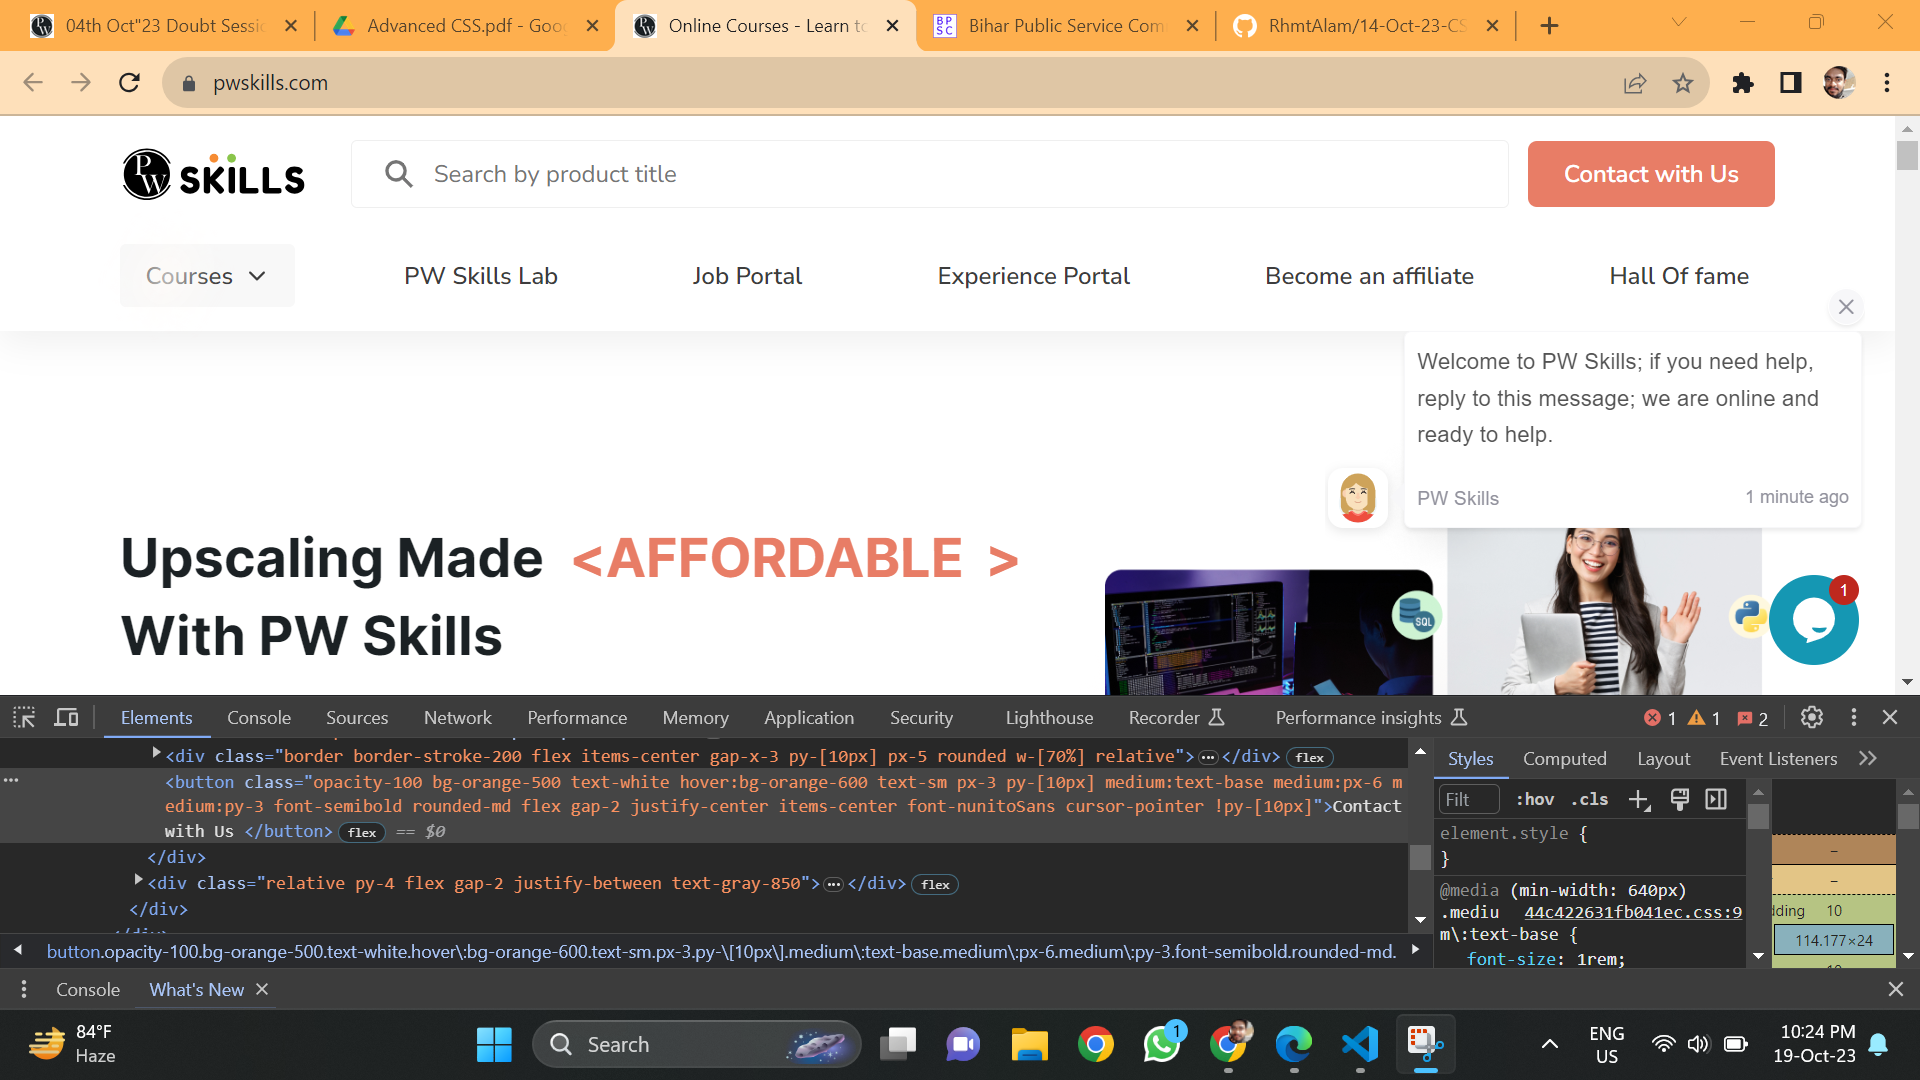 04th Oct"23 Doubt Sessic
Advanced CSS.pdf - Goog
Online Courses - Learn to
Bihar Public Service Com
RhmtAlam/14-Oct-23-CS
pwskills.com
PW SKILLS
Search by product title
Contact with Us
Courses
PW Skills Lab
Job Portal
Experience Portal
Become an affiliate
Hall Of fame
Welcome to PW Skills; if you need help,
reply to this message; we are online and
ready to help.
PW Skills
1 minute ago
Upscaling Made <AFFORDABLE >
With PW Skills
SQL
1
Elements
Console
Sources
Network
Performance
Memory
Application
Security
Lighthouse
Recorder
Performance insights
1
1
2
<div class="border border-stroke-200 flex items-center gap-x-3 py-[10px] px-5 rounded w-[70%] relative">…</div> flex
<button class="opacity-100 bg-orange-500 text-white hover:bg-orange-600 text-sm px-3 py-[10px] medium:text-base medium:px-6 m
edium:py-3 font-semibold rounded-md flex gap-2 justify-center items-center font-nunitoSans cursor-pointer !py-[10px]">Contact
with Us </button> flex == $0
</div>
<div class="relative py-4 flex gap-2 justify-between text-gray-850">…</div> flex
</div>
button.opacity-100.bg-orange-500.text-white.hover\:bg-orange-600.text-sm.px-3.py-\[10px\].medium\:text-base.medium\:px-6.medium\:py-3.font-semibold.rounded-md.
Styles
Computed
Layout
Event Listeners
Filt
:hov
.cls
element.style {
}
@media (min-width: 640px)
.mediu 44c422631fb041ec.css:9
m\:text-base {
font-size: 1rem;
–
–
dding 10
114.177×24
Console
What's New
84°F
Haze
Search
1
ENG
US
10:24 PM
19-Oct-23